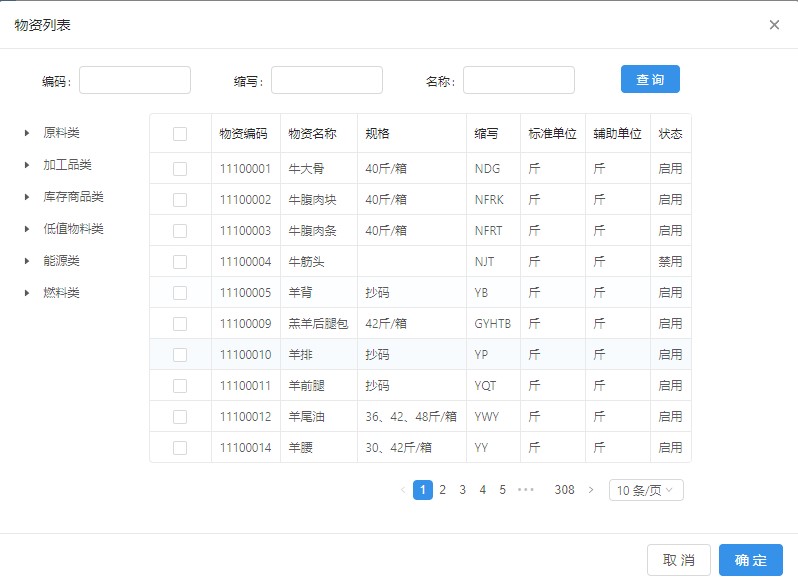 物资列表
编码: 缩写: 名称: 查 询
原料类
加工品类
库存商品类
低值物料类
能源类
燃料类
物资编码 物资名称 规格 缩写 标准单位 辅助单位 状态
11100001 牛大骨 40斤/箱 NDG 斤 斤 启用
11100002 牛腹肉块 40斤/箱 NFRK 斤 斤 启用
11100003 牛腹肉条 40斤/箱 NFRT 斤 斤 启用
11100004 牛筋头 NJT 斤 斤 禁用
11100005 羊背 抄码 YB 斤 斤 启用
11100009 羔羊后腿包 42斤/箱 GYHTB 斤 斤 启用
11100010 羊排 抄码 YP 斤 斤 启用
11100011 羊前腿 抄码 YQT 斤 斤 启用
11100012 羊尾油 36、42、48斤/箱 YWY 斤 斤 启用
11100014 羊腰 30、42斤/箱 YY 斤 斤 启用
1 2 3 4 5 ••• 308 10 条/页
取 消 确 定